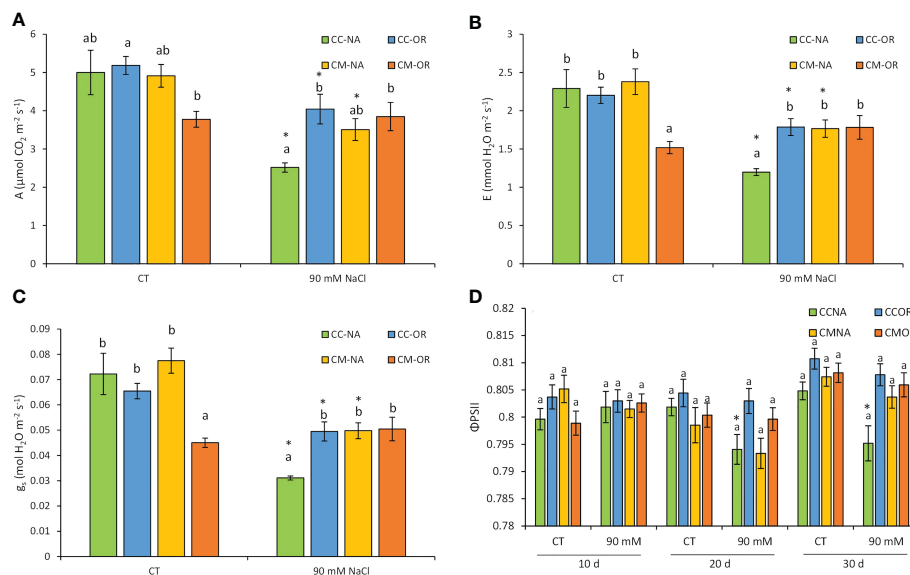 A
A (μmol CO2 m-2 s-1)
6
5
4
3
2
1
0
CC-NA
CC-OR
CM-NA
CM-OR
ab
a
ab
b
*
a
*
b
*
ab
b
CT
90 mM NaCl
B
E (mmol H2O m-2 s-1)
3
2.5
2
1.5
1
0.5
0
CC-NA
CC-OR
CM-NA
CM-OR
b
b
b
a
*
a
*
b
*
b
b
CT
90 mM NaCl
C
gs (mol H2O m-2 s-1)
0.09
0.08
0.07
0.06
0.05
0.04
0.03
0.02
0.01
0
CC-NA
CC-OR
CM-NA
CM-OR
b
b
b
a
*
a
*
b
*
b
b
CT
90 mM NaCl
D
ΦPSII
0.82
0.815
0.81
0.805
0.8
0.795
0.79
0.785
0.78
CCNA
CCOR
CMNA
CMO
a
a
a
a
a
a
a
a
a
a
a
a
*
a
a
a
a
a
a
a
a
*
a
a
a
a
CT
90 mM
CT
90 mM
CT
90 mM
10 d
20 d
30 d